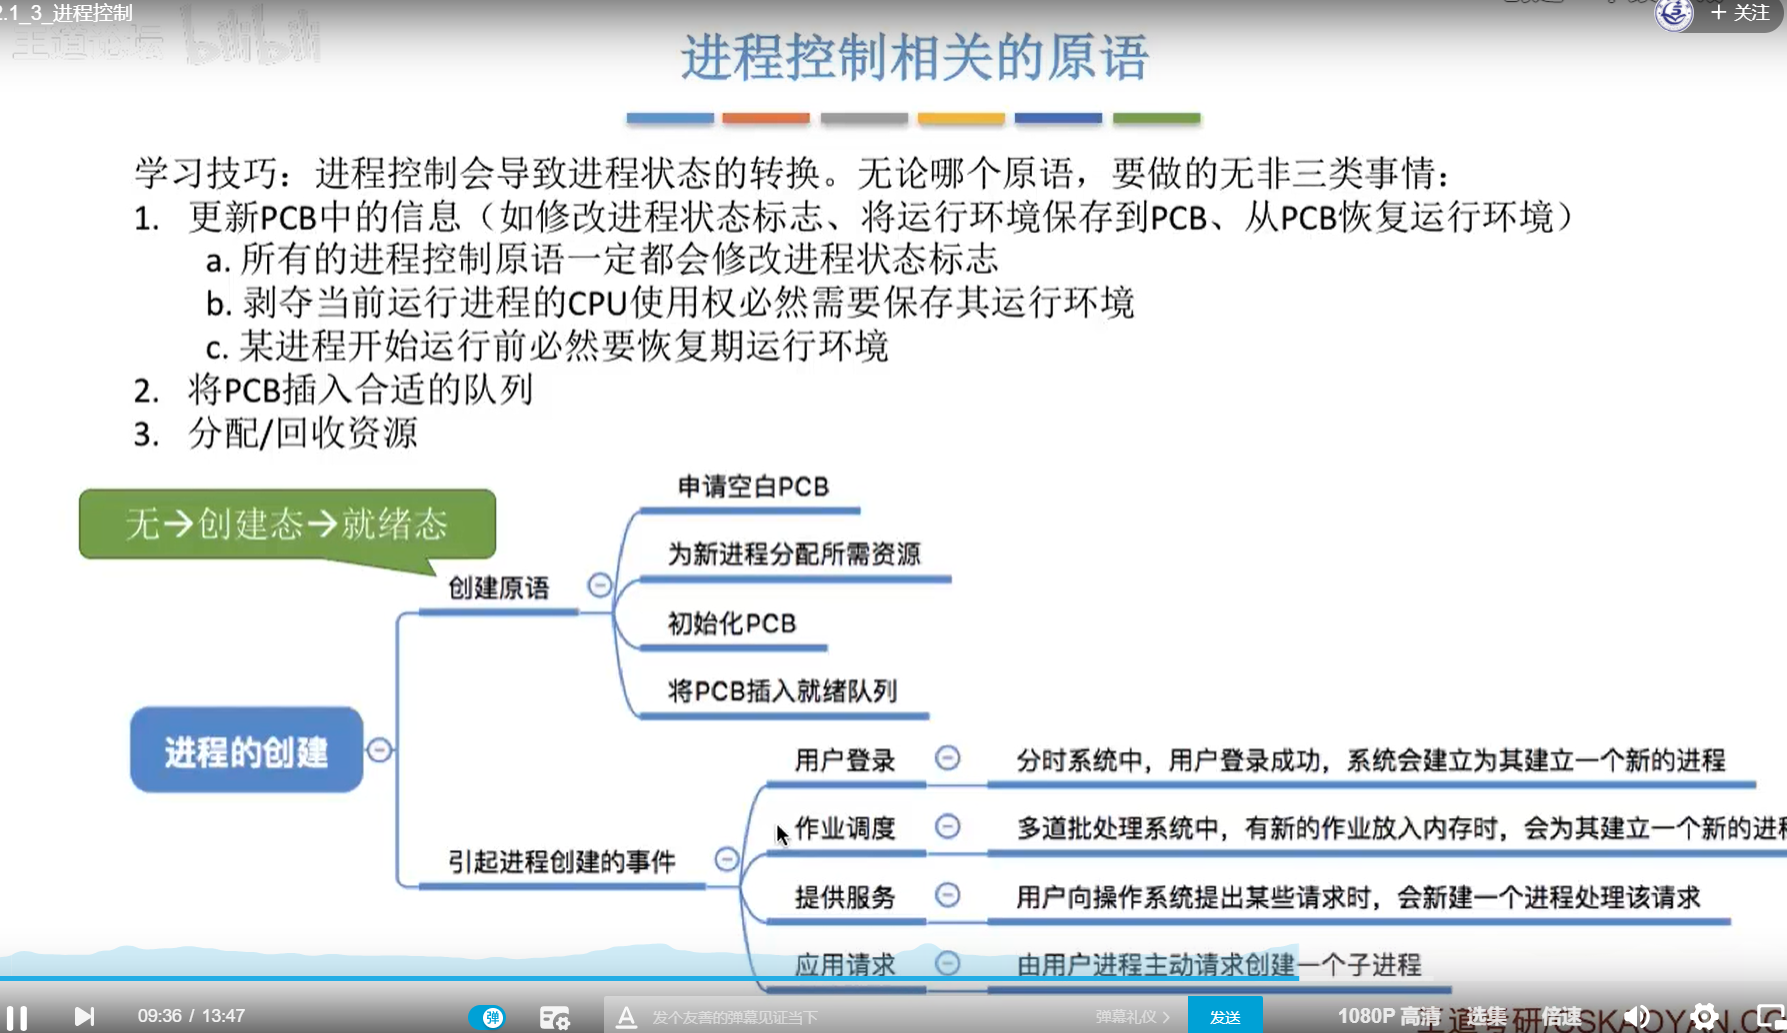 2.1_3_进程控制
+ 关注
王道论坛 bilibili
进程控制相关的原语
学习技巧：进程控制会导致进程状态的转换。无论哪个原语，要做的无非三类事情：
1. 更新PCB中的信息（如修改进程状态标志、将运行环境保存到PCB、从PCB恢复运行环境）
a. 所有的进程控制原语一定都会修改进程状态标志
b. 剥夺当前运行进程的CPU使用权必然需要保存其运行环境
c. 某进程开始运行前必然要恢复期运行环境
2. 将PCB插入合适的队列
3. 分配/回收资源
无→创建态→就绪态
创建原语
申请空白PCB
为新进程分配所需资源
初始化PCB
将PCB插入就绪队列
进程的创建
引起进程创建的事件
用户登录
分时系统中，用户登录成功，系统会建立为其建立一个新的进程
作业调度
多道批处理系统中，有新的作业放入内存时，会为其建立一个新的进程
提供服务
用户向操作系统提出某些请求时，会新建一个进程处理该请求
应用请求
由用户进程主动请求创建一个子进程
09:36 / 13:47
弹
A
发个友善的弹幕见证当下
弹幕礼仪 >
发送
1080P 高清
选集
倍速